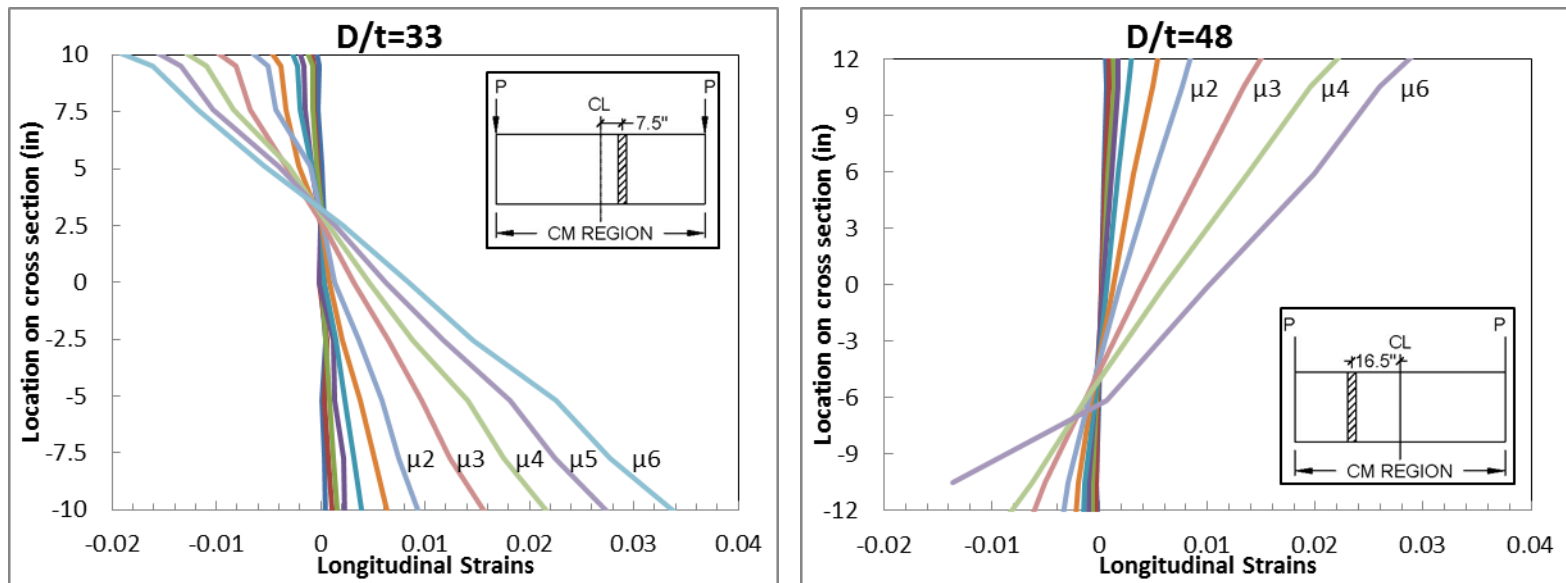 D/t=33
10
7.5
5
2.5
0
-2.5
-5
-7.5
-10
Location on cross section (in)
P
P
CL
7.5"
CM REGION
μ2
μ3
μ4
μ5
μ6
-0.02
-0.01
0
0.01
0.02
0.03
0.04
Longitudinal Strains
D/t=48
12
9
6
3
0
-3
-6
-9
-12
Location on cross section (in)
μ2
μ3
μ4
μ6
P
P
CL
16.5"
CM REGION
-0.02
-0.01
0
0.01
0.02
0.03
0.04
Longitudinal Strains